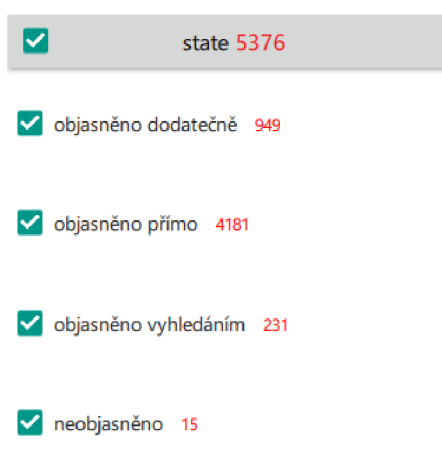 state 5376
objasněno dodatečně 949
objasněno přímo 4181
objasněno vyhledáním 231
neobjasněno 15